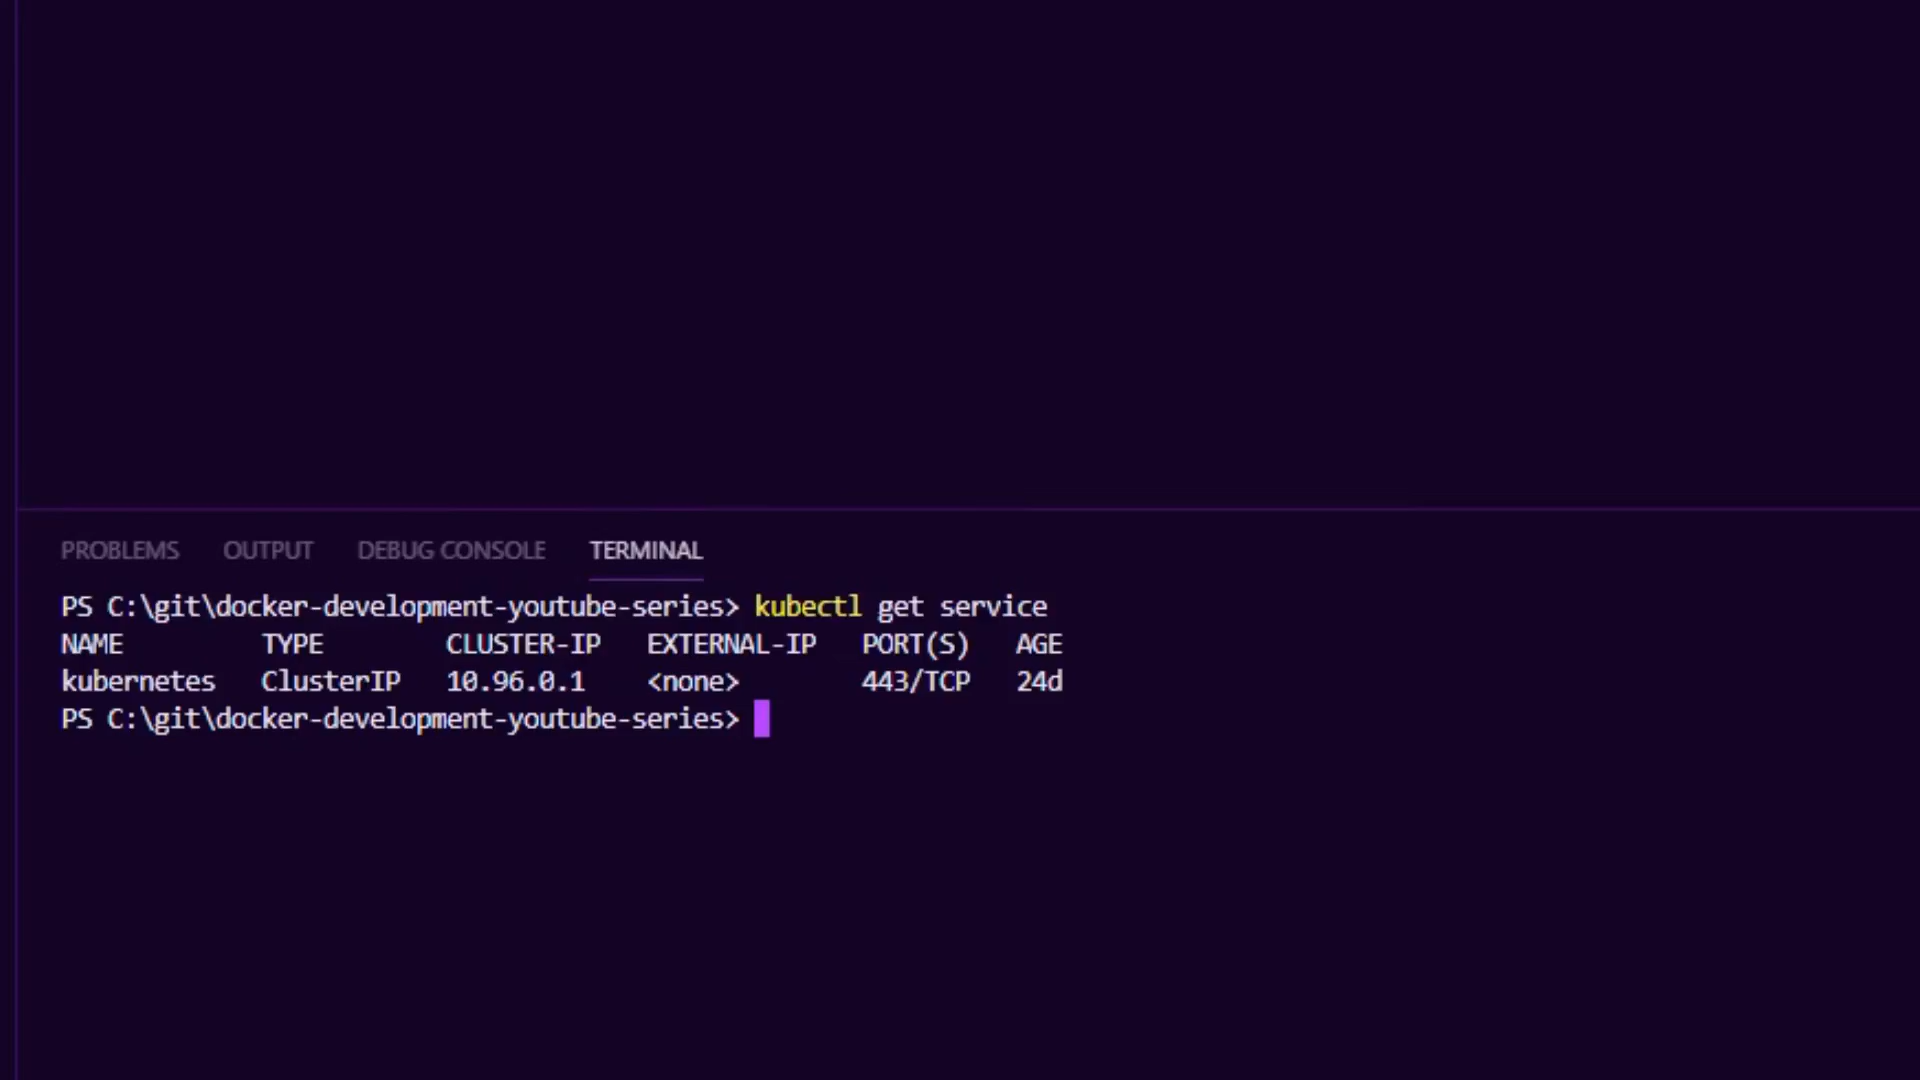 PROBLEMS OUTPUT DEBUG CONSOLE TERMINAL
PS C:\git\docker-development-youtube-series> kubectl get service
NAME TYPE CLUSTER-IP EXTERNAL-IP PORT(S) AGE
kubernetes ClusterIP 10.96.0.1 <none> 443/TCP 24d
PS C:\git\docker-development-youtube-series>